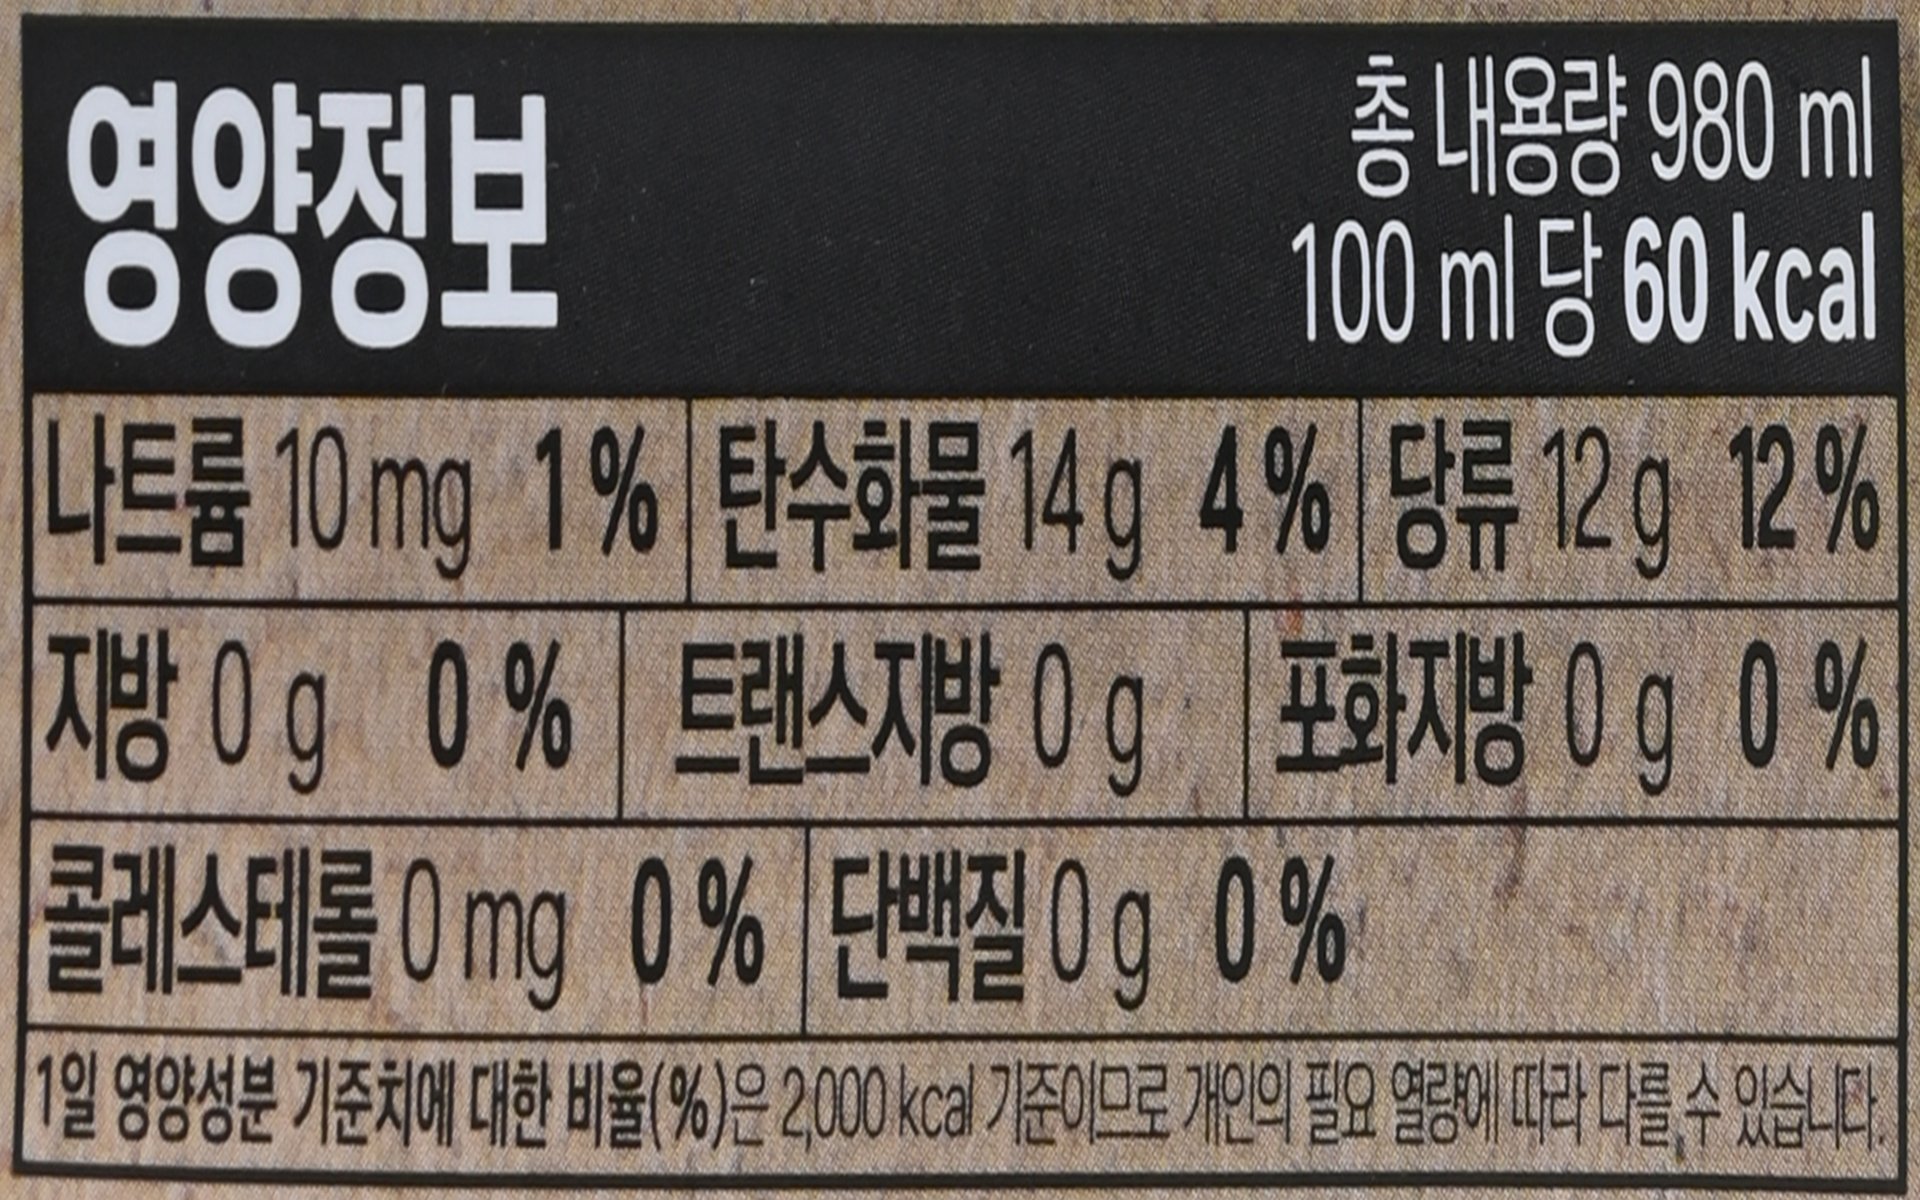 영양정보
총 내용량 980 ml
100 ml 당 60 kcal
나트륨 10 mg 1 % 탄수화물 14 g 4 % 당류 12 g 12 %
지방 0 g 0 % 트랜스지방 0 g 포화지방 0 g 0 %
콜레스테롤 0 mg 0 % 단백질 0 g 0 %
1일 영양성분 기준치에 대한 비율(%)은 2,000 kcal 기준이므로 개인의 필요 열량에 따라 다를 수 있습니다.